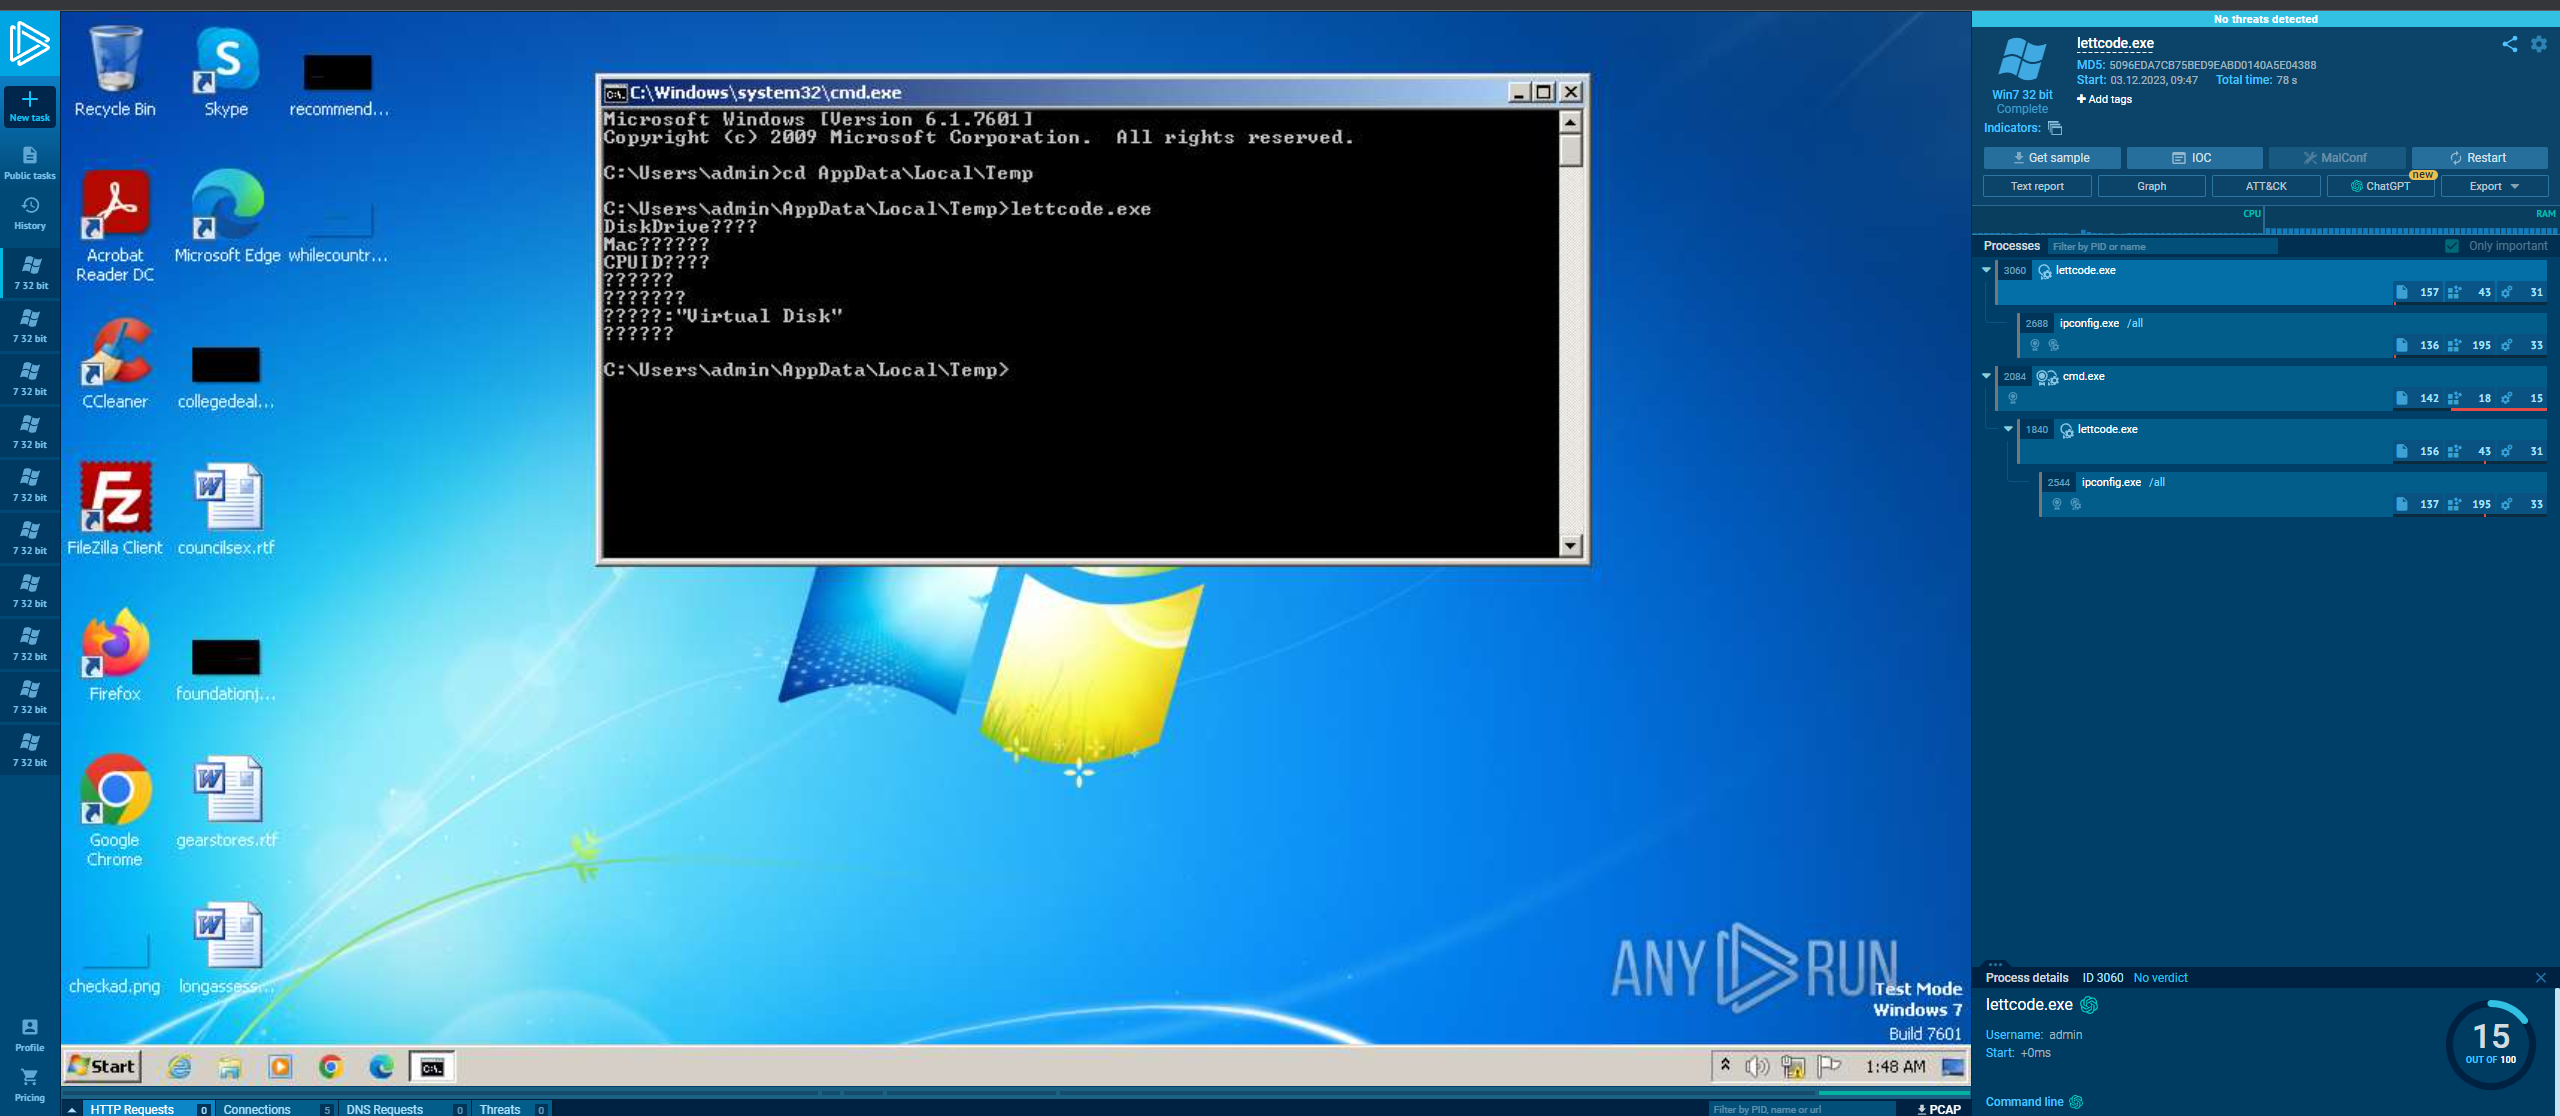 No threats detected
New task
Public tasks
History
7 32 bit
7 32 bit
7 32 bit
7 32 bit
7 32 bit
7 32 bit
7 32 bit
7 32 bit
7 32 bit
7 32 bit
Profile
Pricing
Recycle Bin
Skype
recommend...
Acrobat
Reader DC
Microsoft Edge
whilecountr...
CCleaner
collegedeal...
FileZilla Client
councilsex.rtf
Firefox
foundationj...
Google
Chrome
gearstores.rtf
checkad.png
longassess...
C:\Windows\system32\cmd.exe
Microsoft Windows [Version 6.1.7601]
Copyright (c) 2009 Microsoft Corporation.  All rights reserved.
C:\Users\admin>cd AppData\Local\Temp
C:\Users\admin\AppData\Local\Temp>lettcode.exe
DiskDrive????
Mac??????
CPUID????
??????
???????
?????:"Virtual Disk"
??????
C:\Users\admin\AppData\Local\Temp>
ANY RUN
Test Mode
Windows 7
Build 7601
Start
1:48 AM
HTTP Requests 0
Connections 5
DNS Requests 0
Threats 0
Filter by PID, name or url
PCAP
lettcode.exe
MD5: 5096EDA7CB75BED9EABD0140A5E04388
Start: 03.12.2023, 09:47 Total time: 78 s
+ Add tags
Win7 32 bit
Complete
Indicators:
Get sample
IOC
MalConf
Restart
Text report
Graph
ATT&CK
ChatGPT
new
Export
CPU
RAM
Processes
Filter by PID or name
Only important
3060 lettcode.exe
157 43 31
2688 ipconfig.exe /all
136 195 33
2084 cmd.exe
142 18 15
1840 lettcode.exe
156 43 31
2544 ipconfig.exe /all
137 195 33
Process details ID 3060 No verdict
lettcode.exe
Username: admin
Start: +0ms
15
OUT OF 100
Command line